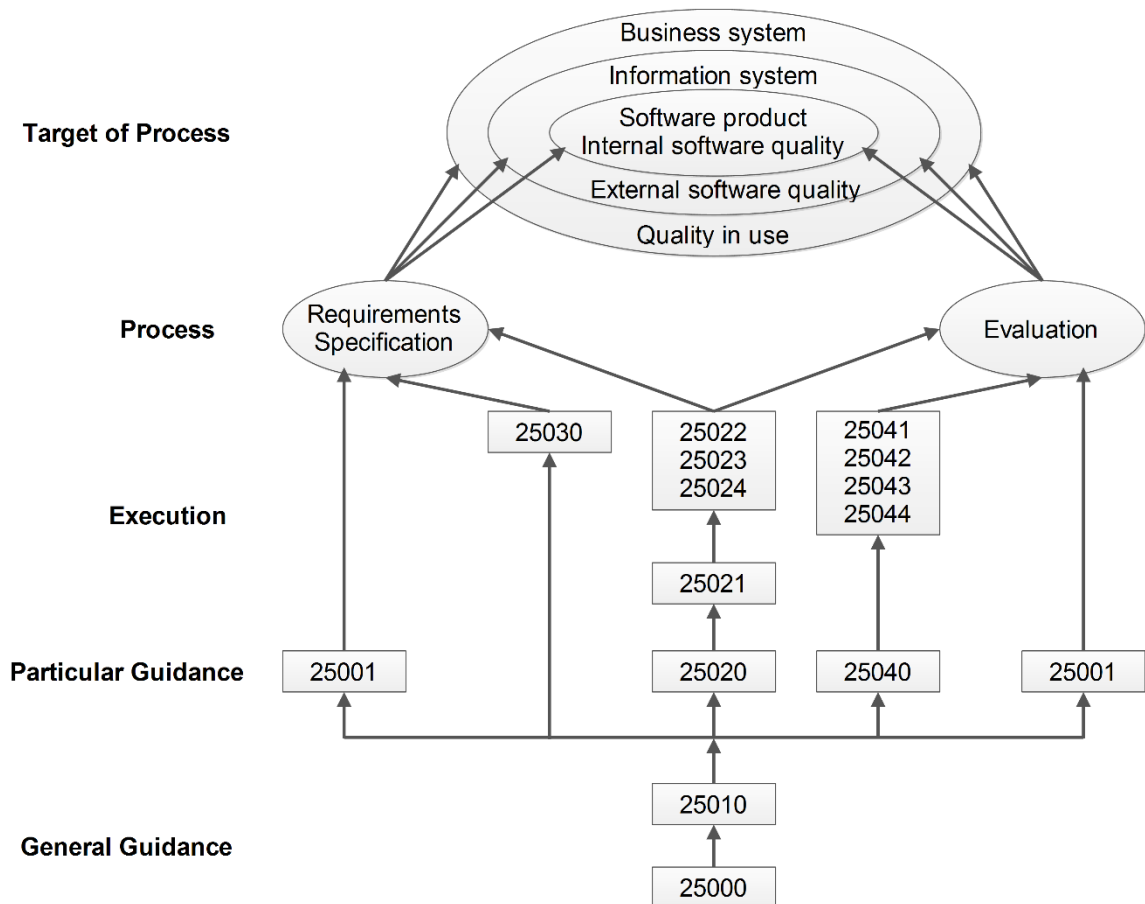 Business system
Information system
Target of Process
Software product
Internal software quality
External software quality
Quality in use
Process
Requirements
Specification
Evaluation
25030
25022
25023
25024
25041
25042
25043
25044
Execution
25021
Particular Guidance
25001
25020
25040
25001
25010
General Guidance
25000